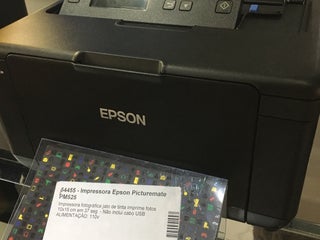 EPSON
64455 - Impressora Epson Picturemate
PM525
Impressora fotográfica jato de tinta imprime fotos
10x15 cm em 37 seg. - Não inclui cabo USB
ALIMENTAÇÃO: 110v